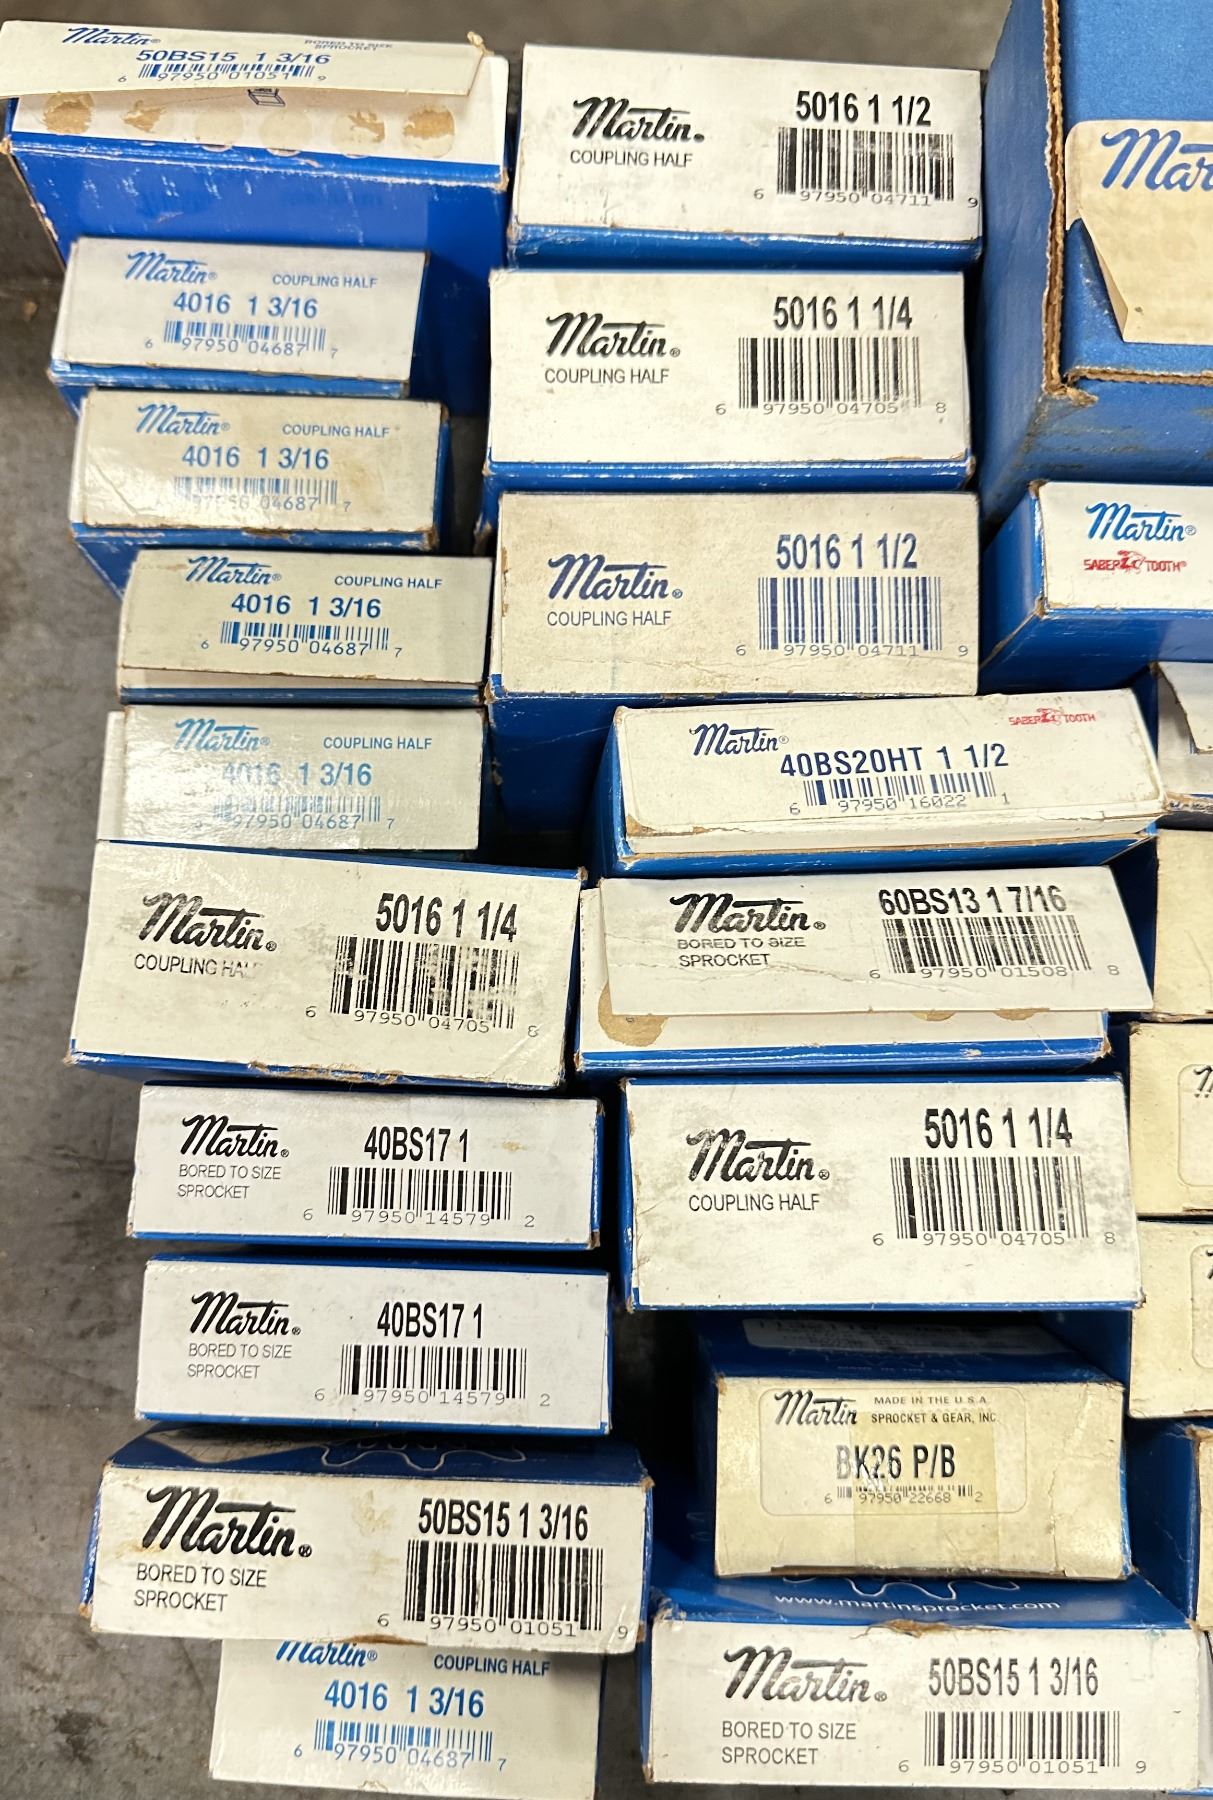 Martin®
BORED TO SIZE
SPROCKET
50BS15 1 3/16
6 97950 01051 9
Martin®
COUPLING HALF
4016 1 3/16
6 97950 04687 7
Martin®
COUPLING HALF
4016 1 3/16
97950 04687 7
Martin®
COUPLING HALF
4016 1 3/16
6 97950 04687 7
Martin®
COUPLING HALF
4016 1 3/16
97950 04687 7
Martin®
5016 1 1/4
COUPLING HALF
6 97950 04705 8
Martin®
40BS17 1
BORED TO SIZE
SPROCKET
6 97950 14579 2
Martin®
40BS17 1
BORED TO SIZE
SPROCKET
6 97950 14579 2
Martin®
50BS15 1 3/16
BORED TO SIZE
SPROCKET
6 97950 01051 9
Martin®
COUPLING HALF
4016 1 3/16
6 97950 04687 7
Martin®
5016 1 1/2
COUPLING HALF
6 97950 04711 9
Martin®
5016 1 1/4
COUPLING HALF
6 97950 04705 8
Martin®
5016 1 1/2
COUPLING HALF
6 97950 04711 9
Martin®
SABER TOOTH
40BS20HT 1 1/2
6 97950 16022 1
Martin®
60BS13 1 7/16
BORED TO SIZE
SPROCKET
6 97950 01508 8
Martin®
5016 1 1/4
COUPLING HALF
6 97950 04705 8
Martin
MADE IN THE U.S.A.
SPROCKET & GEAR, INC.
BK26 P/B
6 97950 22668 2
www.martinsprocket.com
Martin®
50BS15 1 3/16
BORED TO SIZE
SPROCKET
6 97950 01051 9
Mar
Martin®
SABER TOOTH®